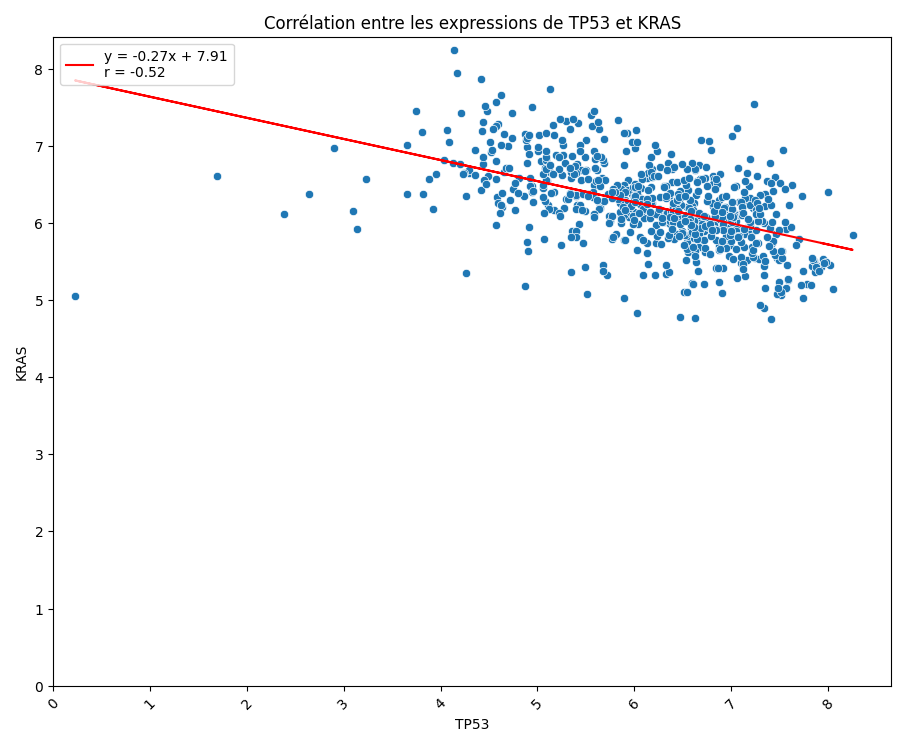 Corrélation entre les expressions de TP53 et KRAS
y = -0.27x + 7.91
r = -0.52
8
7
6
5
4
3
2
1
0
KRAS
0 1 2 3 4 5 6 7 8
TP53